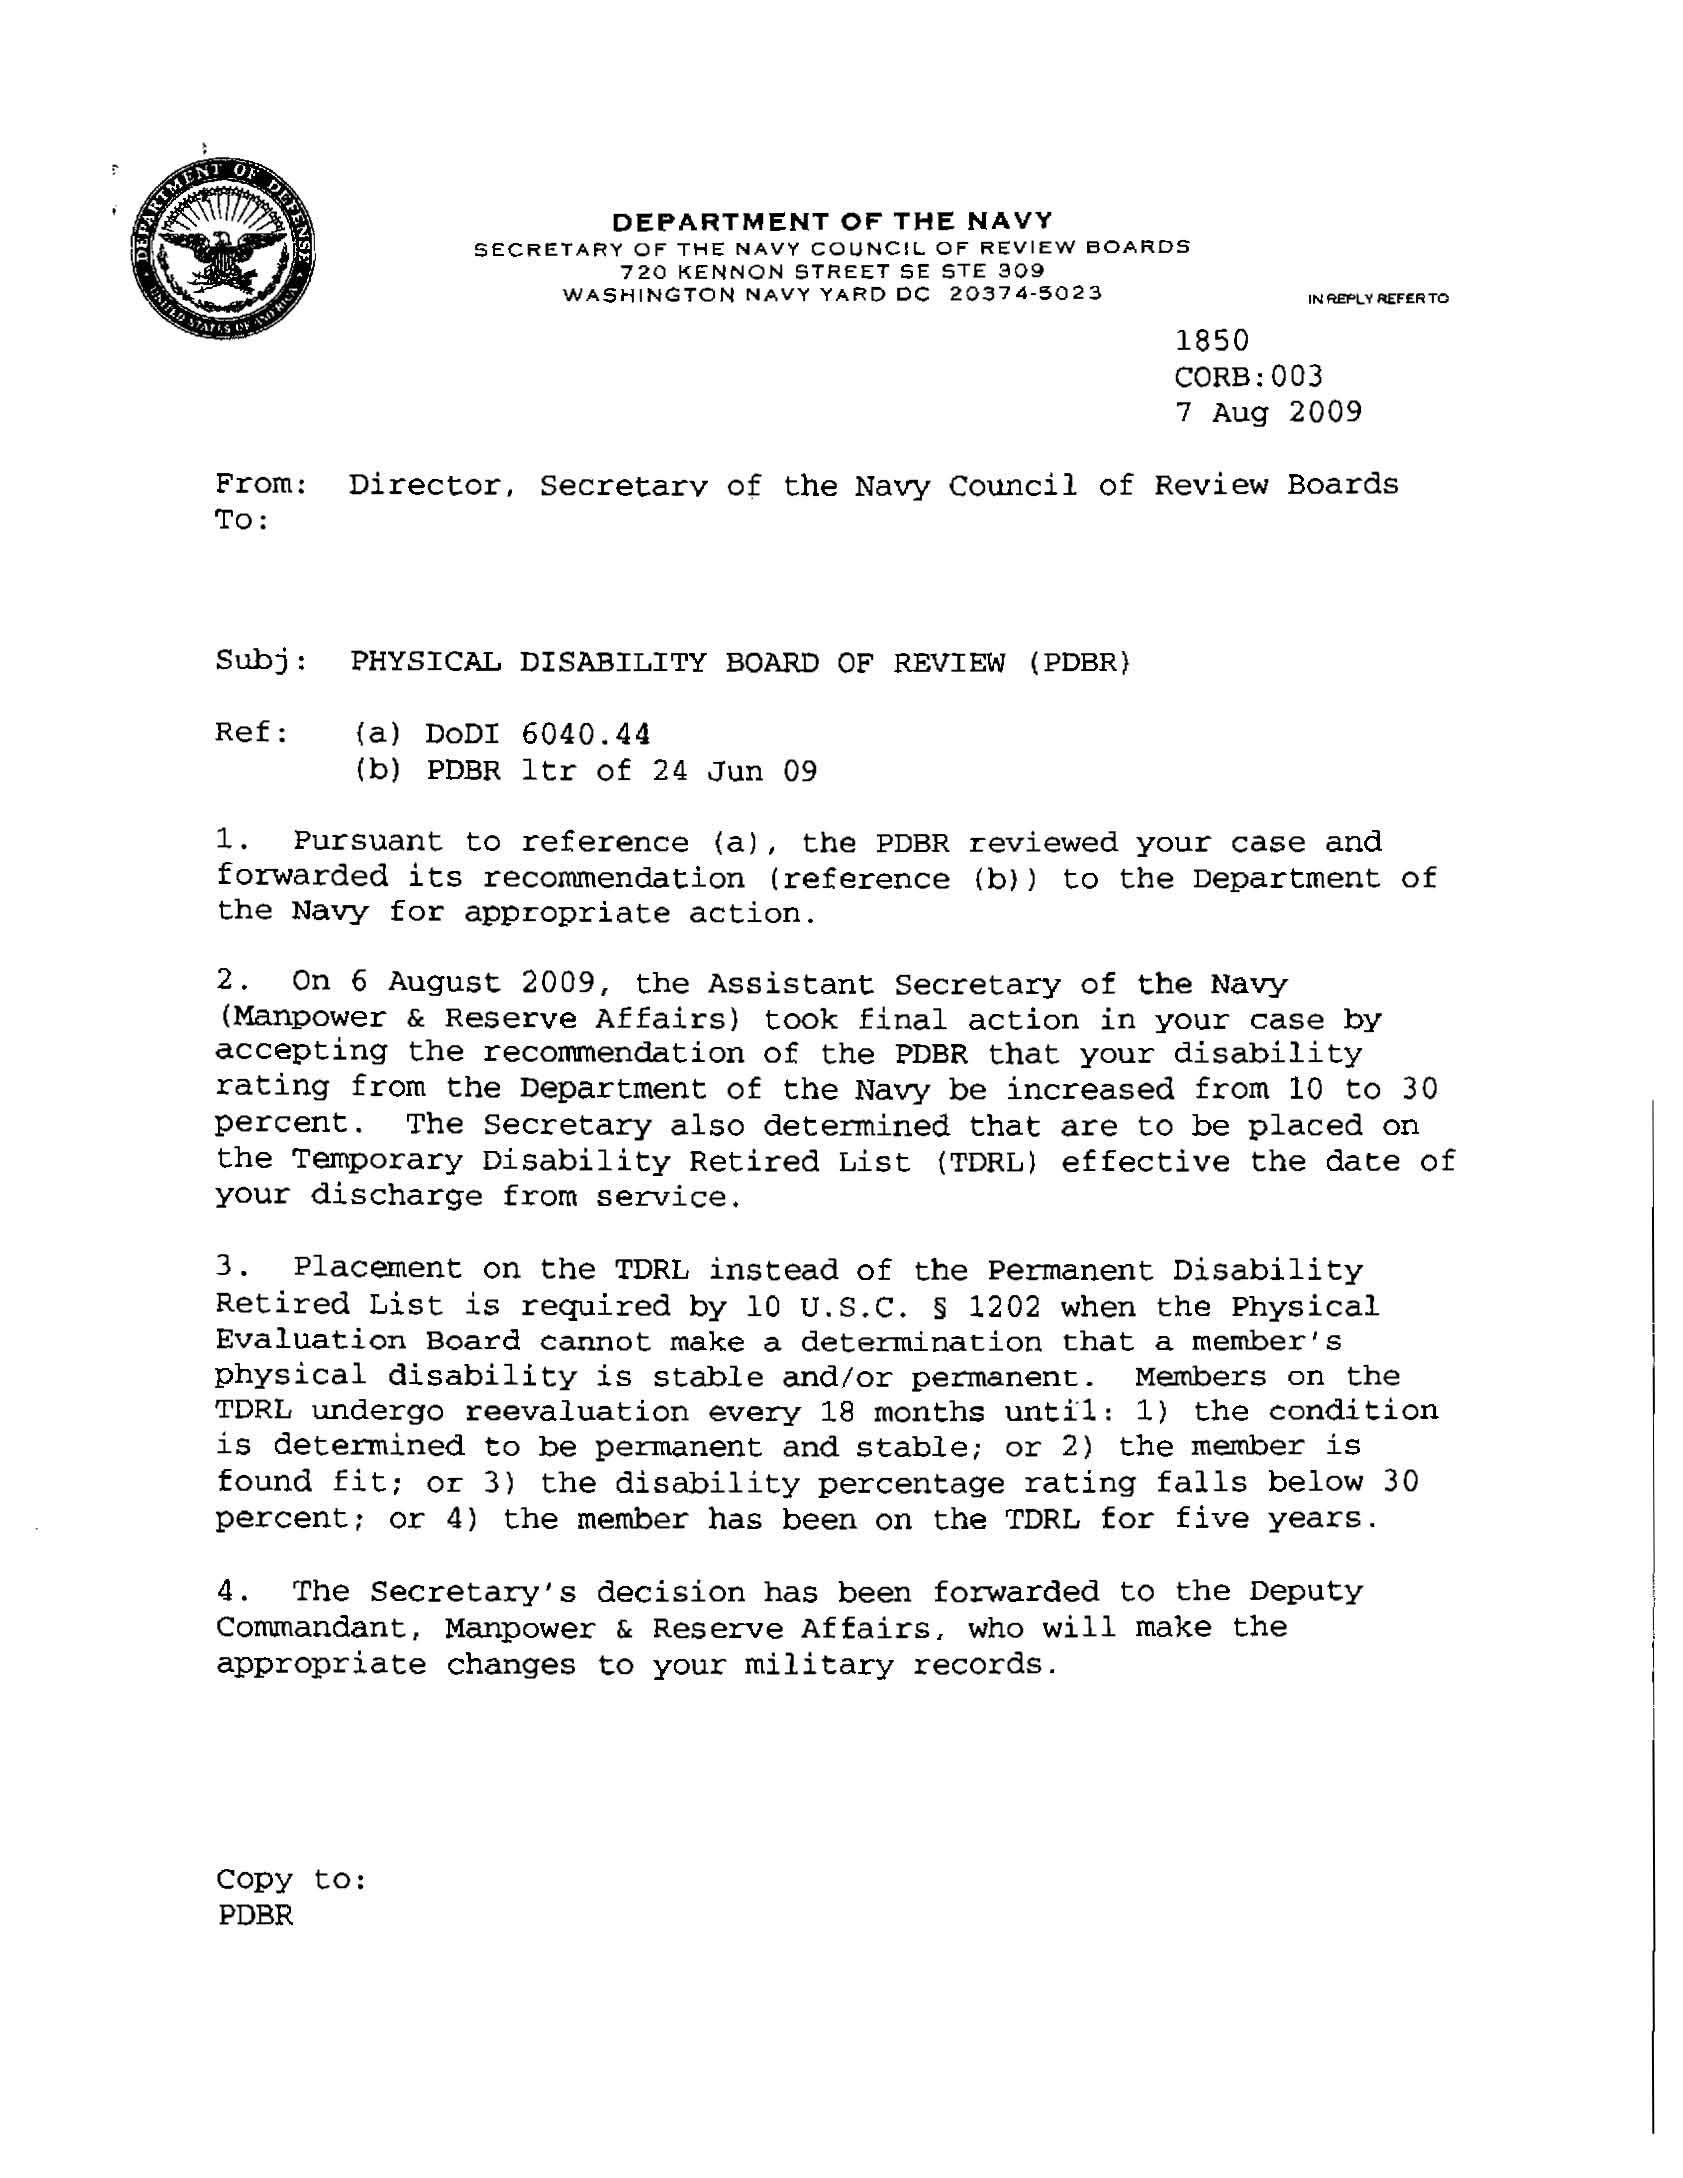 DEPARTMENT OF DEFENSE
UNITED STATES OF AMERICA
DEPARTMENT OF THE NAVY
SECRETARY OF THE NAVY COUNCIL OF REVIEW BOARDS
720 KENNON STREET SE STE 309
WASHINGTON NAVY YARD DC 20374-5023
IN REPLY REFER TO
1850
CORB:003
7 Aug 2009
From: Director, Secretary of the Navy Council of Review Boards
To:
Subj: PHYSICAL DISABILITY BOARD OF REVIEW (PDBR)
Ref: (a) DoDI 6040.44
(b) PDBR ltr of 24 Jun 09
1. Pursuant to reference (a), the PDBR reviewed your case and
forwarded its recommendation (reference (b)) to the Department of
the Navy for appropriate action.
2. On 6 August 2009, the Assistant Secretary of the Navy
(Manpower & Reserve Affairs) took final action in your case by
accepting the recommendation of the PDBR that your disability
rating from the Department of the Navy be increased from 10 to 30
percent. The Secretary also determined that are to be placed on
the Temporary Disability Retired List (TDRL) effective the date of
your discharge from service.
3. Placement on the TDRL instead of the Permanent Disability
Retired List is required by 10 U.S.C. § 1202 when the Physical
Evaluation Board cannot make a determination that a member's
physical disability is stable and/or permanent. Members on the
TDRL undergo reevaluation every 18 months until: 1) the condition
is determined to be permanent and stable; or 2) the member is
found fit; or 3) the disability percentage rating falls below 30
percent; or 4) the member has been on the TDRL for five years.
4. The Secretary's decision has been forwarded to the Deputy
Commandant, Manpower & Reserve Affairs, who will make the
appropriate changes to your military records.
Copy to:
PDBR